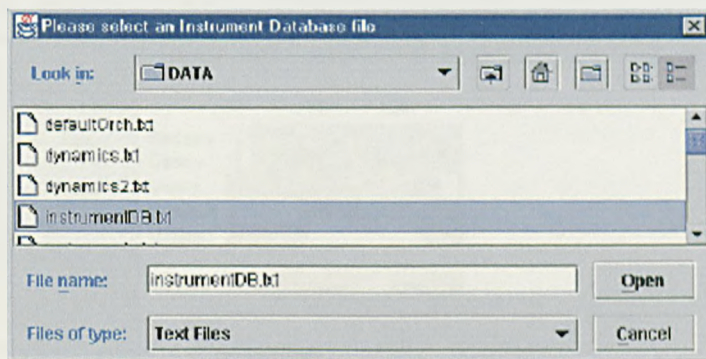 Please select an Instrument Database file
Look in: DATA
defaultOrch.txt
dynamics.txt
dynamics2.txt
instrumentDB.txt
File name: instrumentDB.txt Open
Files of type: Text Files Cancel